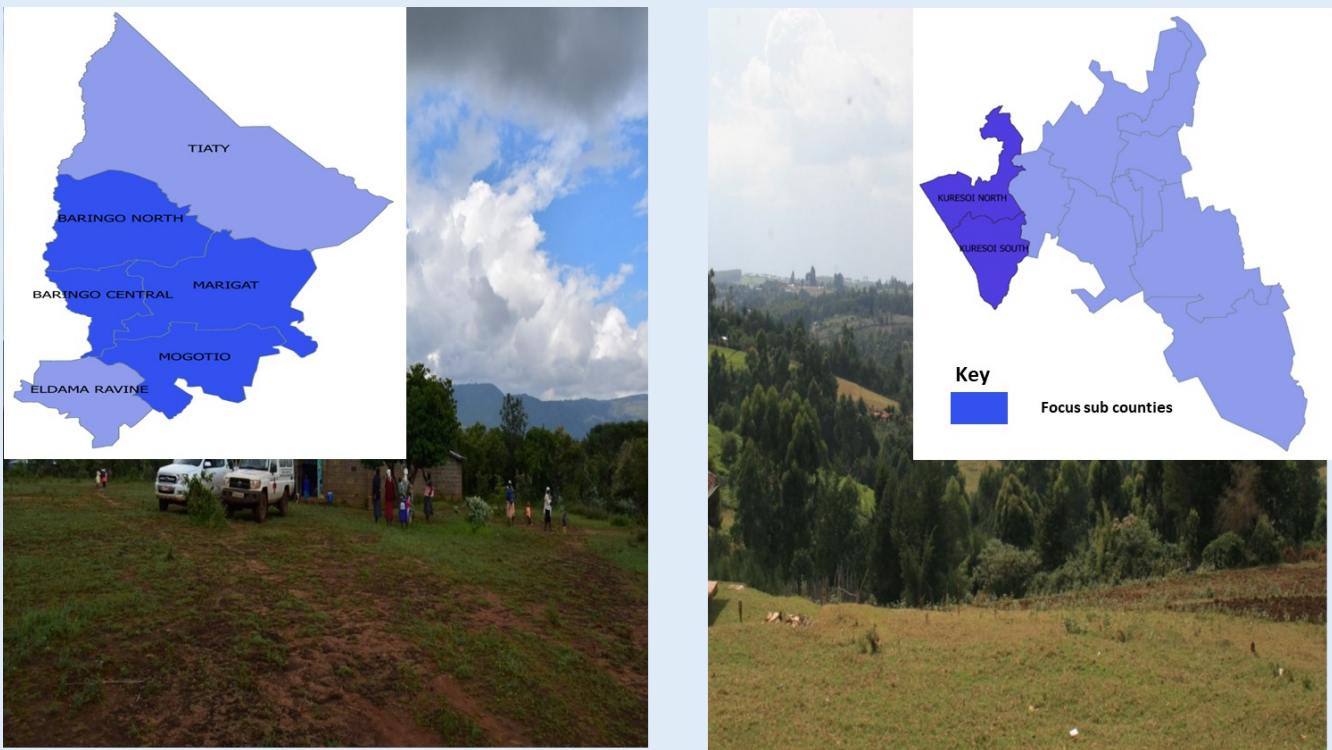 TIATY
BARINGO NORTH
MARIGAT
BARINGO CENTRAL
MOGOTIO
ELDAMA RAVINE
KURESOI NORTH
KURESOI SOUTH
Key
Focus sub counties